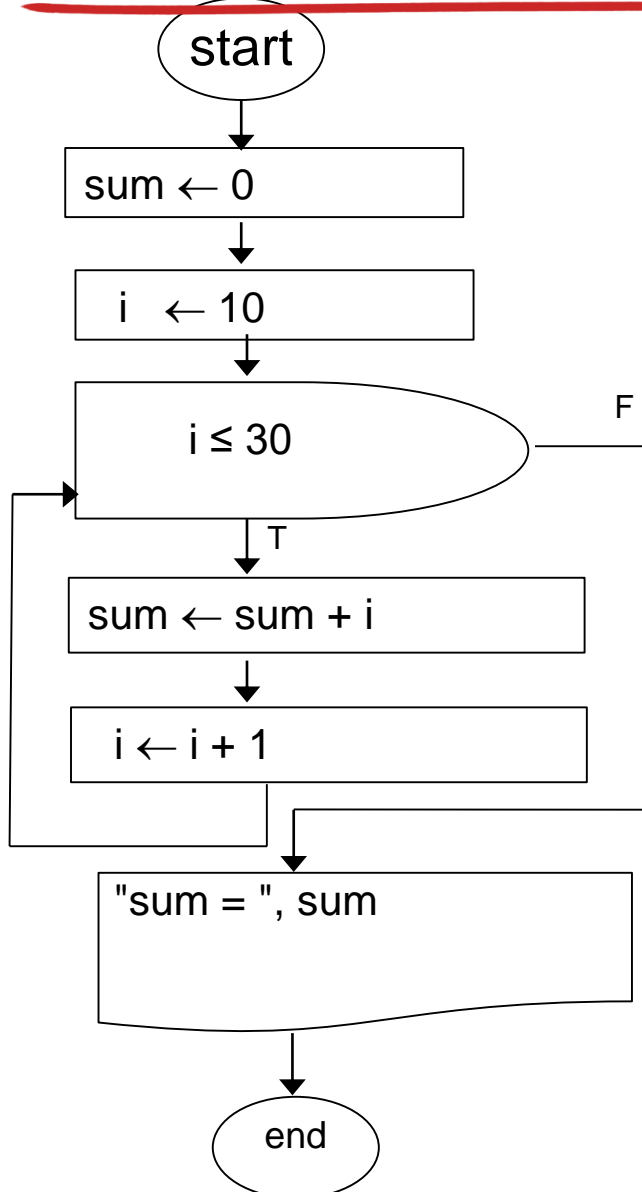 start
sum ← 0
i ← 10
i ≤ 30
F
T
sum ← sum + i
i ← i + 1
"sum = ", sum
end